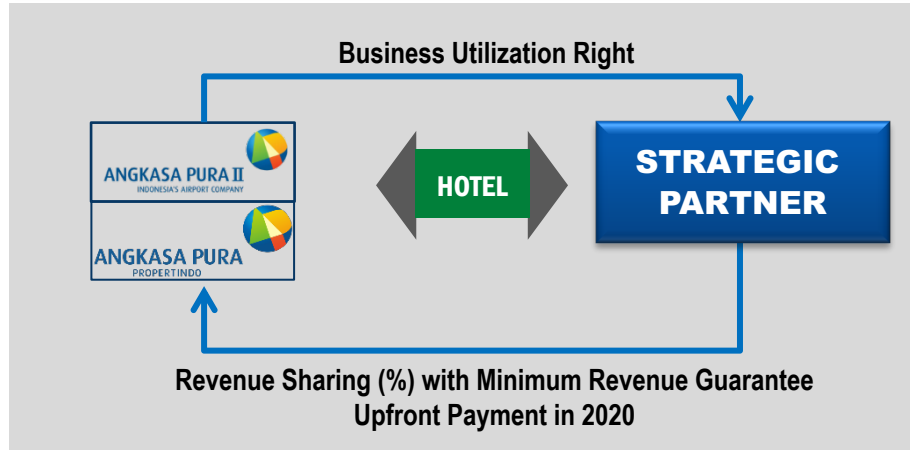 Business Utilization Right
ANGKASA PURA II
INDONESIA'S AIRPORT COMPANY
ANGKASA PURA
PROPERTINDO
HOTEL
STRATEGIC
PARTNER
Revenue Sharing (%) with Minimum Revenue Guarantee
Upfront Payment in 2020